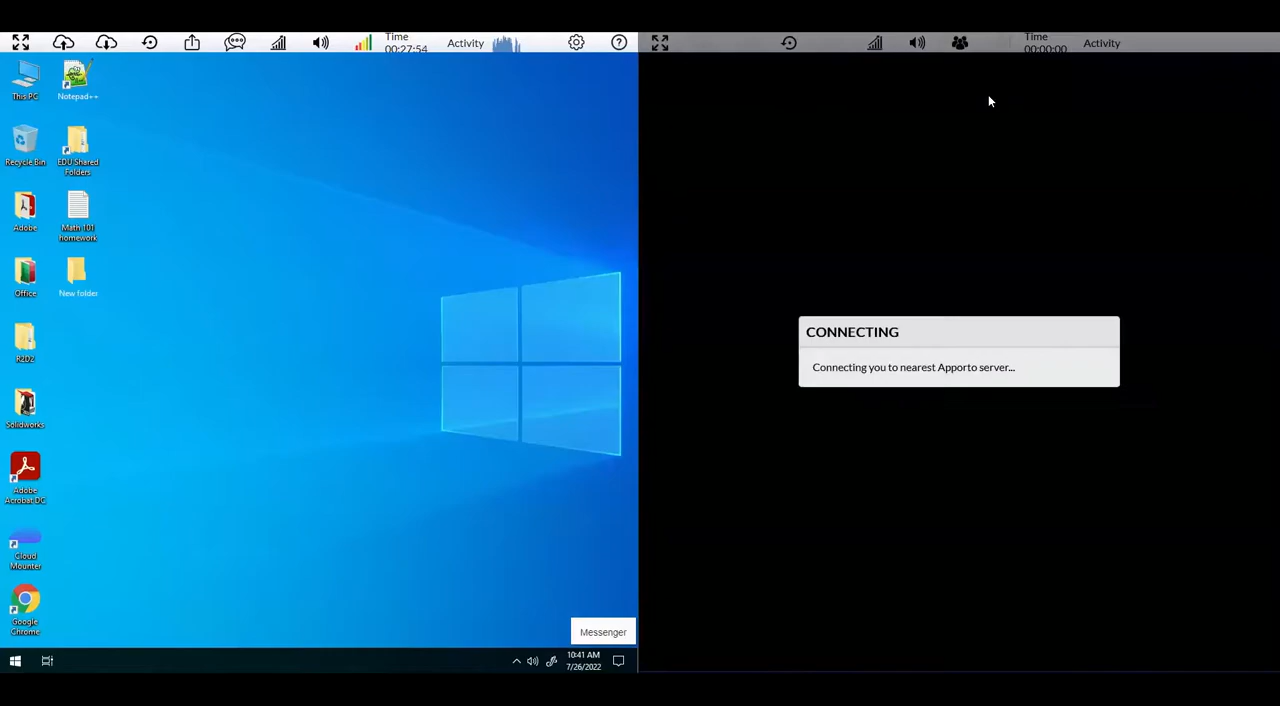 Time
00:27:54
Activity
This PC
Notepad++
Recycle Bin
EDU Shared
Folders
Adobe
Math 101
homework
Office
New folder
R2D2
Solidworks
Adobe
Acrobat DC
Cloud
Mounter
Google
Chrome
Messenger
10:41 AM
7/26/2022
Time
00:00:00
Activity
CONNECTING
Connecting you to nearest Apporto server...